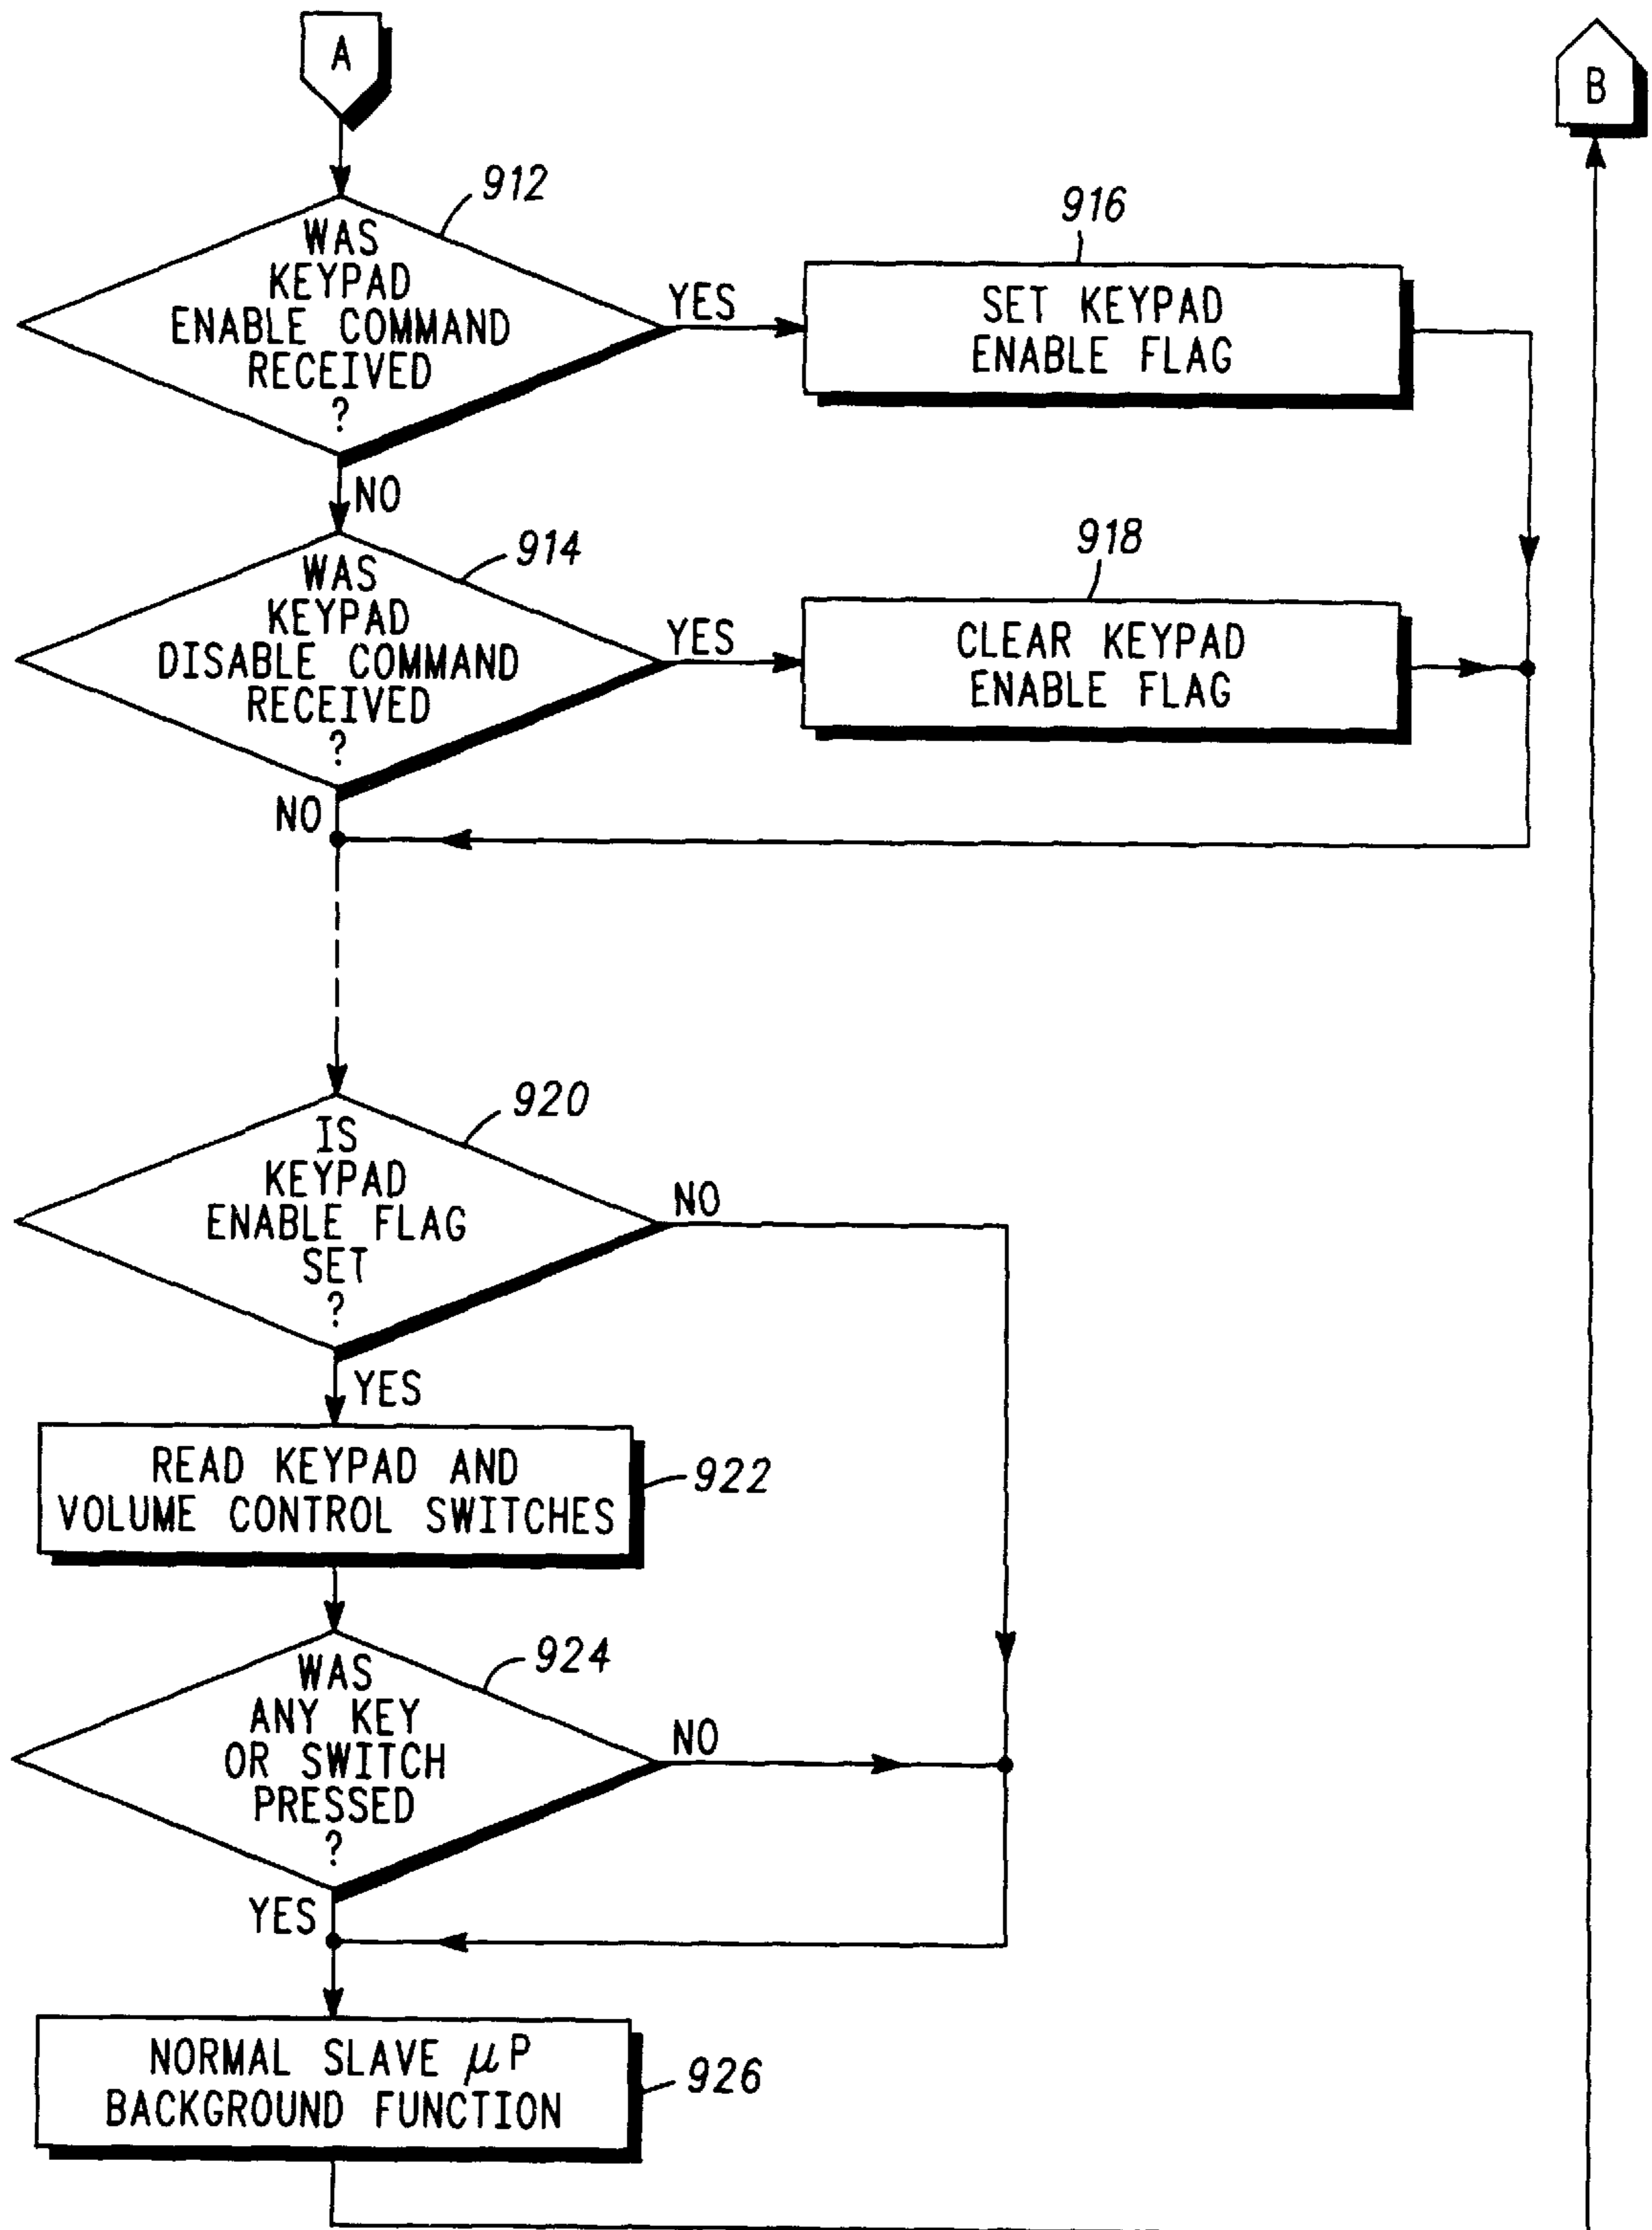 A
B
912
WAS
KEYPAD
ENABLE COMMAND
RECEIVED
?
YES
916
SET KEYPAD
ENABLE FLAG
NO
914
WAS
KEYPAD
DISABLE COMMAND
RECEIVED
?
YES
918
CLEAR KEYPAD
ENABLE FLAG
NO
920
IS
KEYPAD
ENABLE FLAG
SET
?
NO
YES
READ KEYPAD AND
VOLUME CONTROL SWITCHES
922
924
WAS
ANY KEY
OR SWITCH
PRESSED
?
NO
YES
NORMAL SLAVE μP
BACKGROUND FUNCTION
926